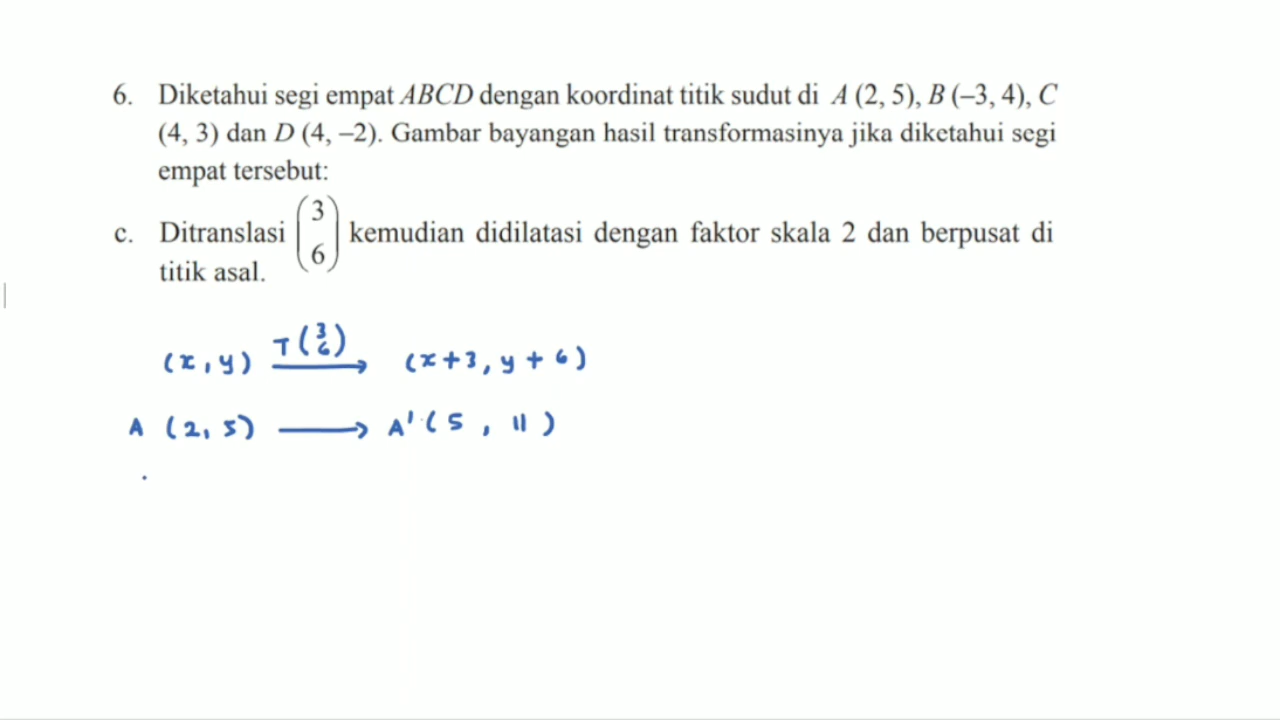 6. Diketahui segi empat ABCD dengan koordinat titik sudut di A (2, 5), B (–3, 4), C
(4, 3) dan D (4, –2). Gambar bayangan hasil transformasinya jika diketahui segi
empat tersebut:
c. Ditranslasi (3 6) kemudian didilatasi dengan faktor skala 2 dan berpusat di
titik asal.
(x, y) T(3 6) → (x+3, y+6)
A (2, 5) → A'(5, 11)